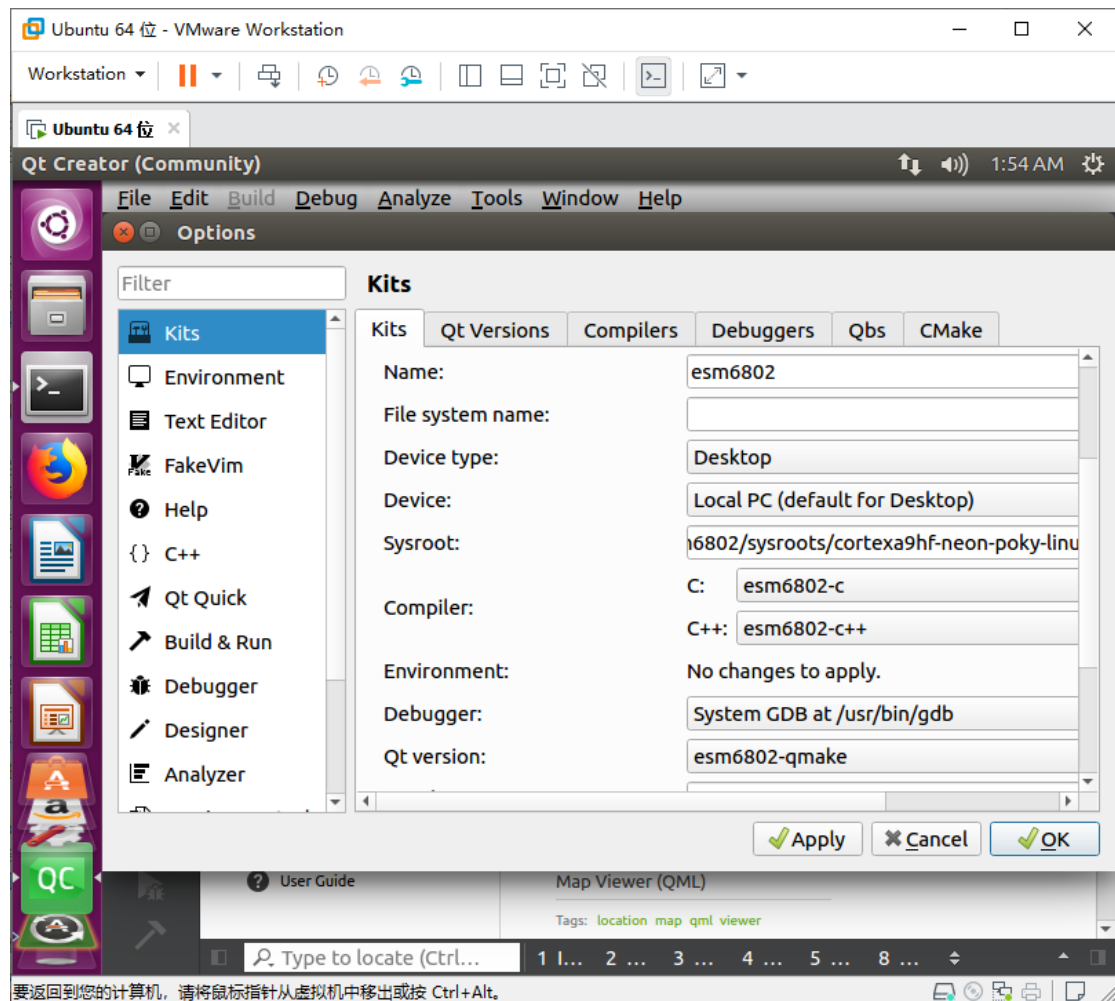 Ubuntu 64 位 - VMware Workstation
Workstation
Ubuntu 64 位
Qt Creator (Community)
1:54 AM
File Edit Build Debug Analyze Tools Window Help
Options
Filter
Kits
Environment
Text Editor
FakeVim
Help
C++
Qt Quick
Build & Run
Debugger
Designer
Analyzer
Kits
Kits Qt Versions Compilers Debuggers Qbs CMake
Name: esm6802
File system name:
Device type: Desktop
Device: Local PC (default for Desktop)
Sysroot: 6802/sysroots/cortexa9hf-neon-poky-linu
Compiler:
C: esm6802-c
C++: esm6802-c++
Environment: No changes to apply.
Debugger: System GDB at /usr/bin/gdb
Qt version: esm6802-qmake
Apply Cancel OK
QC
User Guide
Map Viewer (QML)
Tags: location map qml viewer
Type to locate (Ctrl...
1 I... 2 ... 3 ... 4 ... 5 ... 8 ...
要返回到您的计算机，请将鼠标指针从虚拟机中移出或按 Ctrl+Alt。